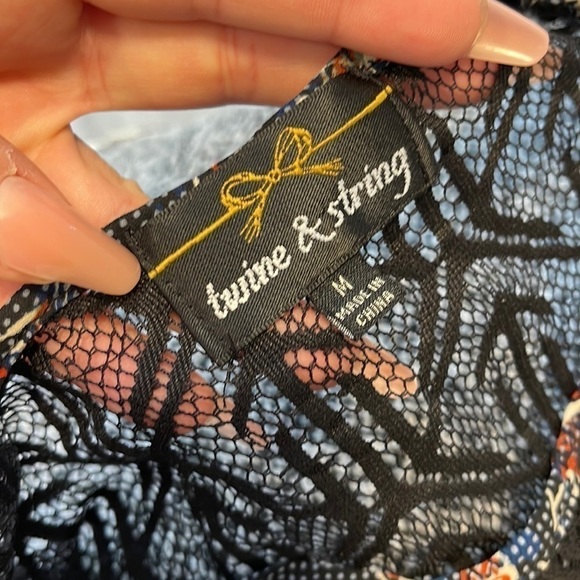 twine & string
M
MADE IN
CHINA